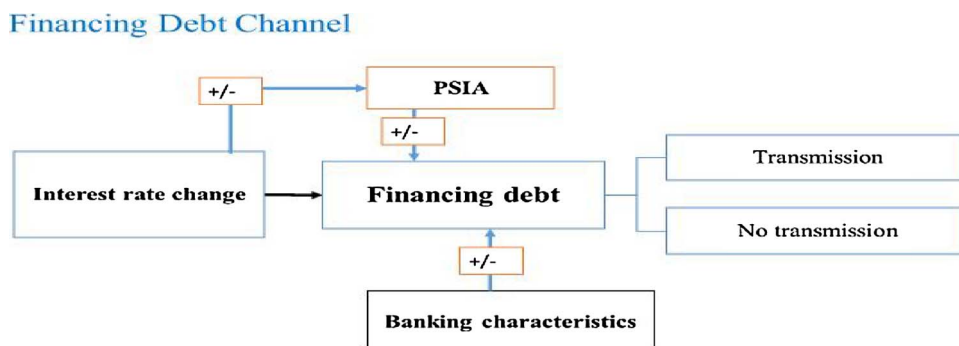 Financing Debt Channel
+/-
PSIA
+/-
Interest rate change
Financing debt
Transmission
No transmission
+/-
Banking characteristics